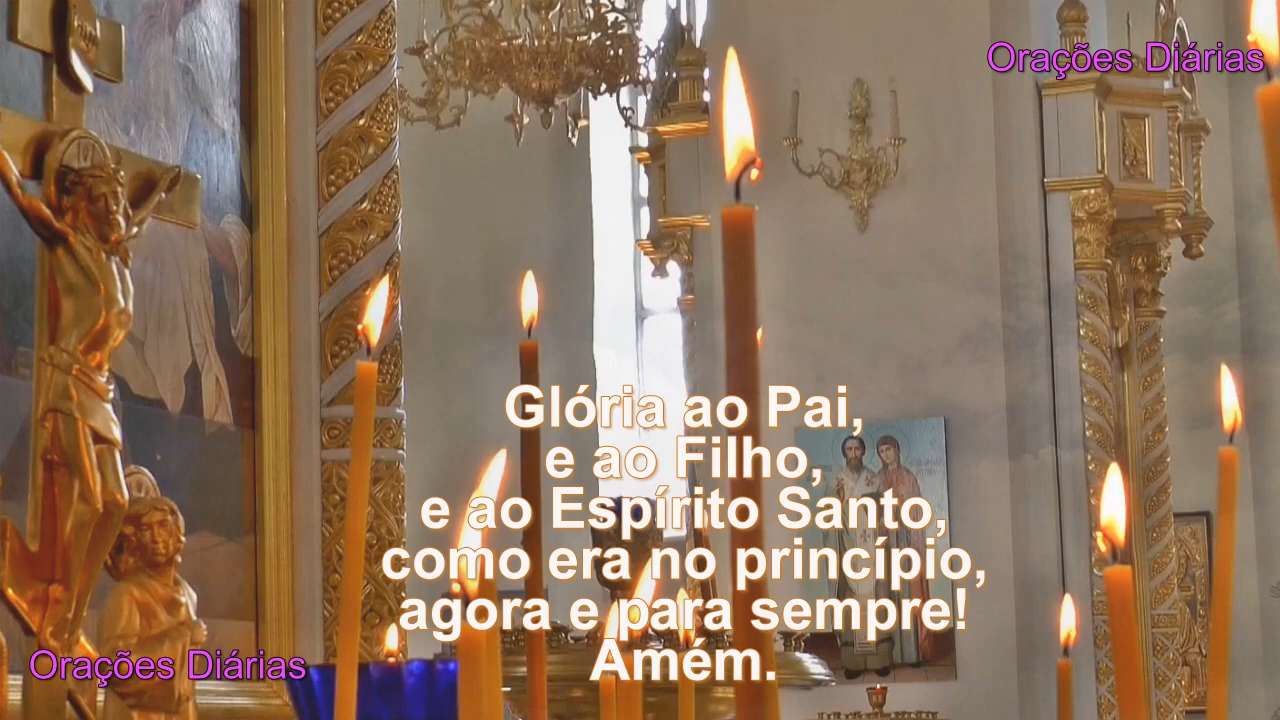 Orações Diárias
Glória ao Pai,
e ao Filho,
e ao Espírito Santo,
como era no princípio,
agora e para sempre!
Amém.
Orações Diárias